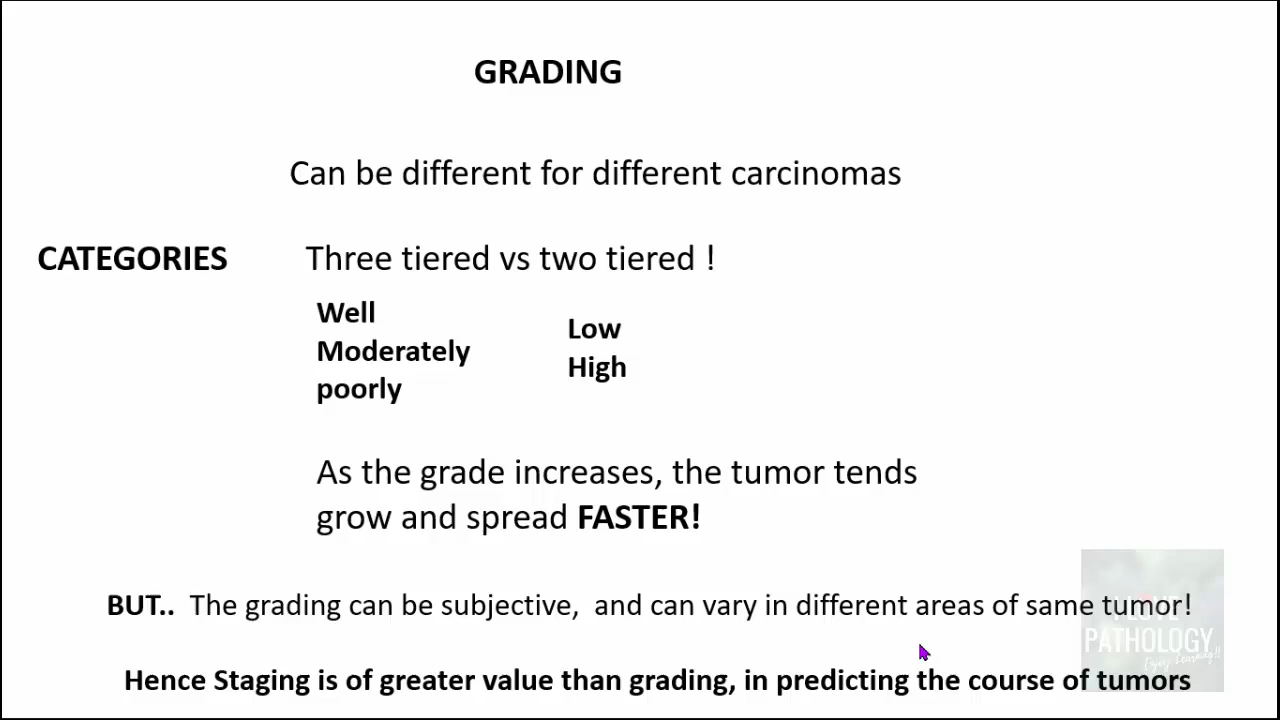 GRADING
Can be different for different carcinomas
CATEGORIES Three tiered vs two tiered !
Well
Moderately
poorly
Low
High
As the grade increases, the tumor tends
grow and spread FASTER!
BUT.. The grading can be subjective, and can vary in different areas of same tumor!
I LOVE
PATHOLOGY
Enjoy Learning!!
Hence Staging is of greater value than grading, in predicting the course of tumors